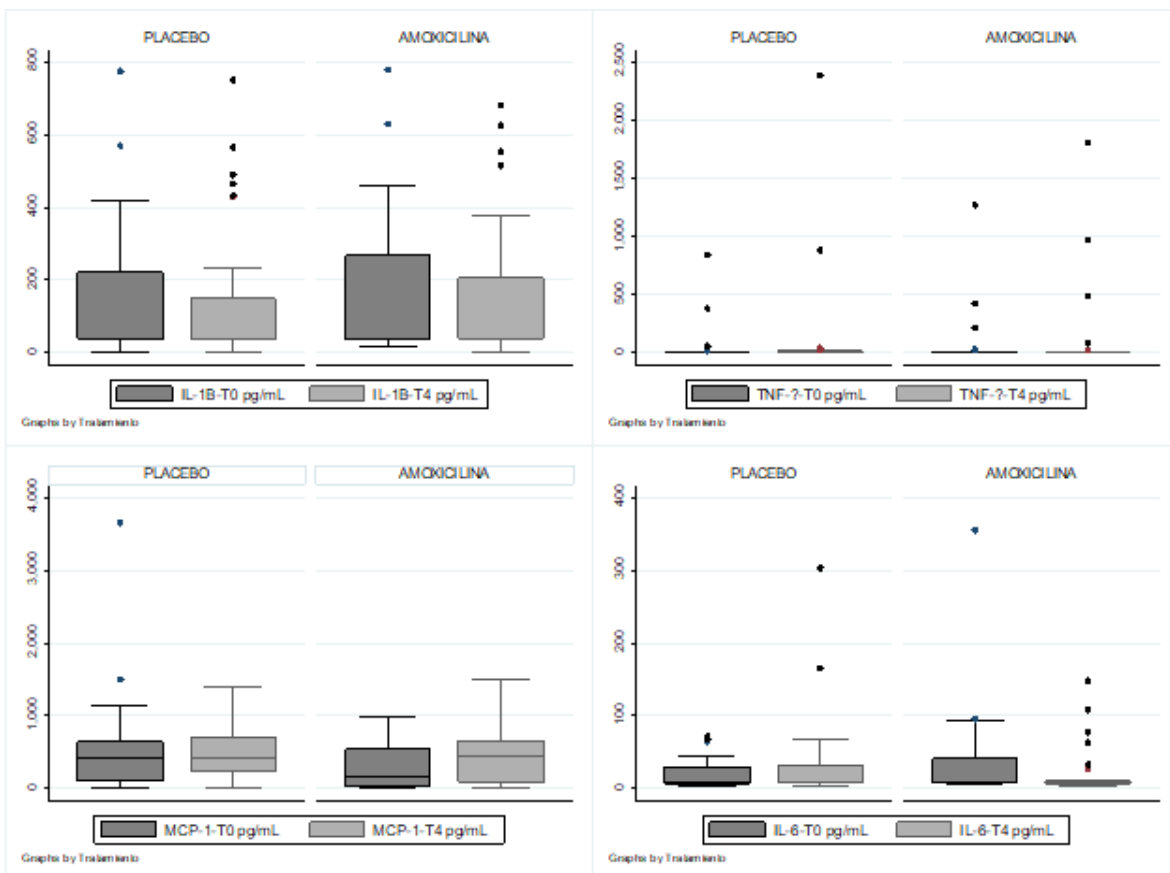 PLACEBO AMOXICILINA
800
600
400
200
0
IL-1B-T0 pg/mL IL-1B-T4 pg/mL
Graphs by Tratamiento
PLACEBO AMOXICILINA
2,500
2,000
1,500
1,000
500
0
TNF-?-T0 pg/mL TNF-?-T4 pg/mL
Graphs by Tratamiento
PLACEBO AMOXICILINA
4,000
3,000
2,000
1,000
0
MCP-1-T0 pg/mL MCP-1-T4 pg/mL
Graphs by Tratamiento
PLACEBO AMOXICILINA
400
300
200
100
0
IL-6-T0 pg/mL IL-6-T4 pg/mL
Graphs by Tratamiento